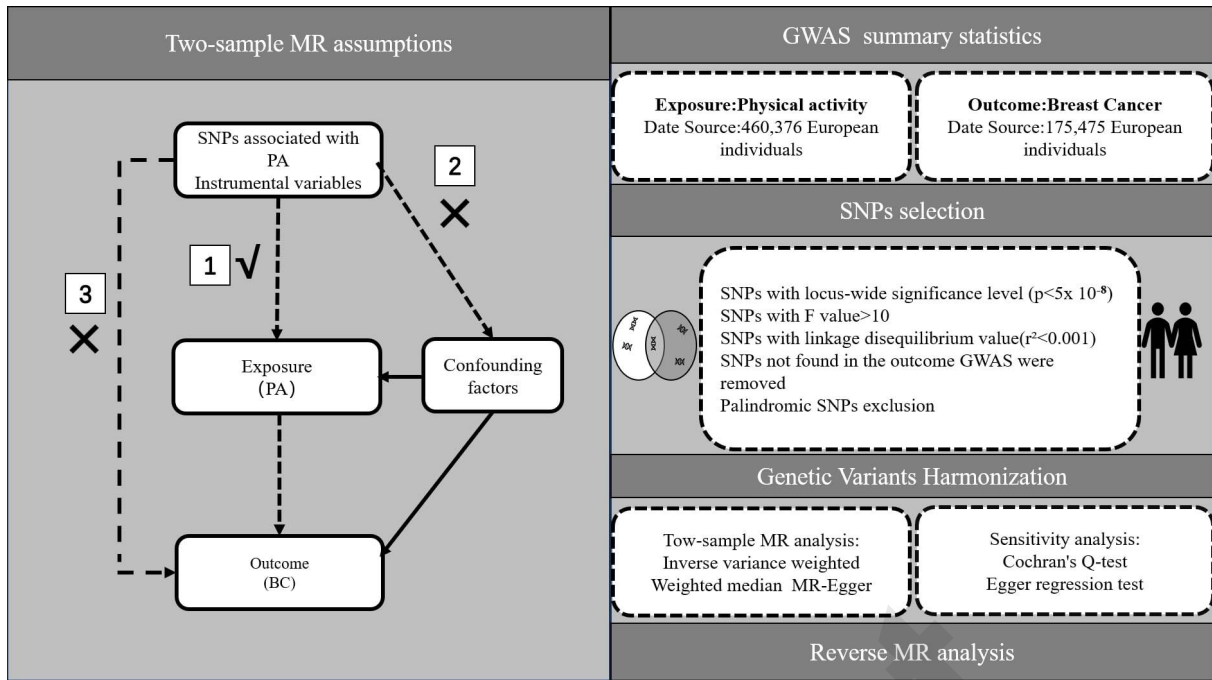 Two-sample MR assumptions
SNPs associated with
PA
Instrumental variables
2
×
1 √
3
×
Exposure
(PA)
Confounding
factors
Outcome
(BC)
GWAS summary statistics
Exposure:Physical activity
Date Source:460,376 European
individuals
Outcome:Breast Cancer
Date Source:175,475 European
individuals
SNPs selection
SNPs with locus-wide significance level (p<5x 10⁻⁸)
SNPs with F value>10
SNPs with linkage disequilibrium value(r²<0.001)
SNPs not found in the outcome GWAS were
removed
Palindromic SNPs exclusion
Genetic Variants Harmonization
Tow-sample MR analysis:
Inverse variance weighted
Weighted median MR-Egger
Sensitivity analysis:
Cochran's Q-test
Egger regression test
Reverse MR analysis